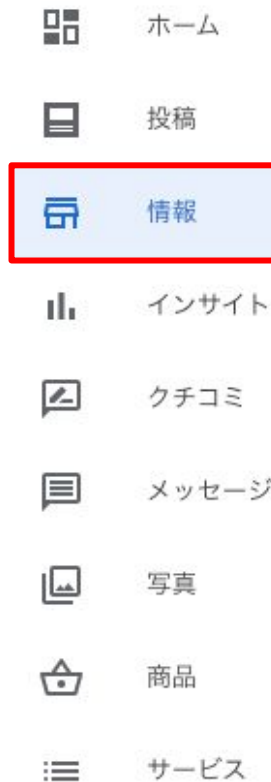 ホーム
投稿
情報
インサイト
クチコミ
メッセージ
写真
商品
サービス